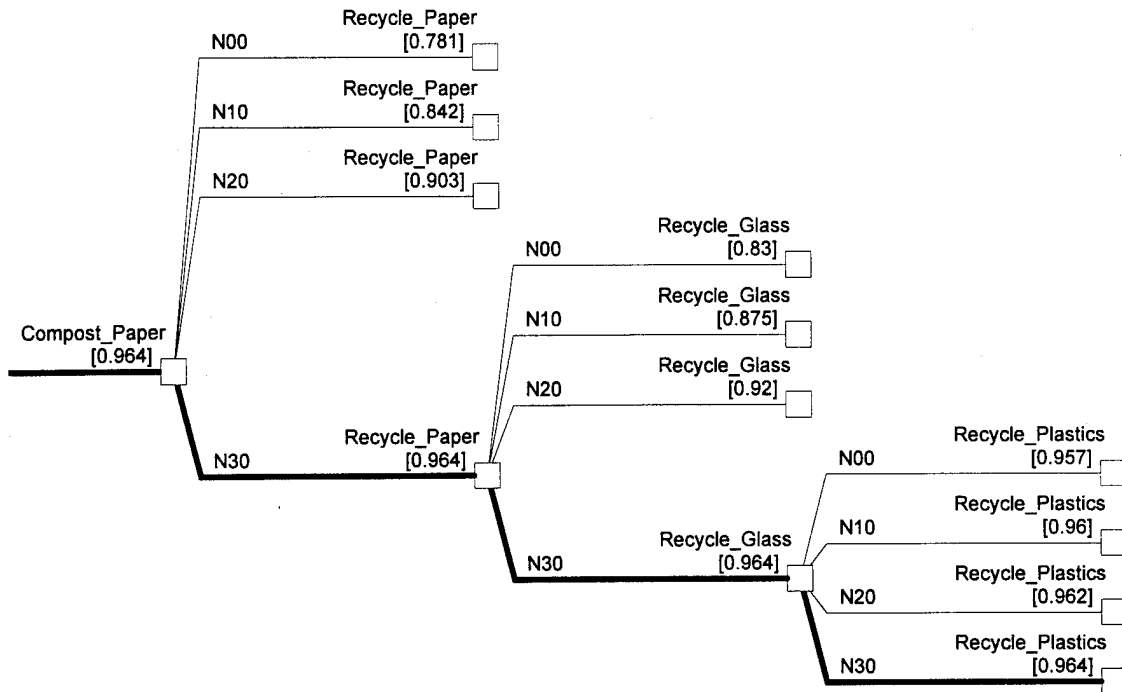 Recycle_Paper
N00 [0.781]
Recycle_Paper
N10 [0.842]
Recycle_Paper
N20 [0.903]
Recycle_Glass
N00 [0.83]
Recycle_Glass
N10 [0.875]
Compost_Paper
[0.964]
Recycle_Glass
N20 [0.92]
Recycle_Paper
N30 [0.964]
Recycle_Plastics
N00 [0.957]
Recycle_Plastics
N10 [0.96]
Recycle_Glass
N30 [0.964]
Recycle_Plastics
N20 [0.962]
Recycle_Plastics
N30 [0.964]